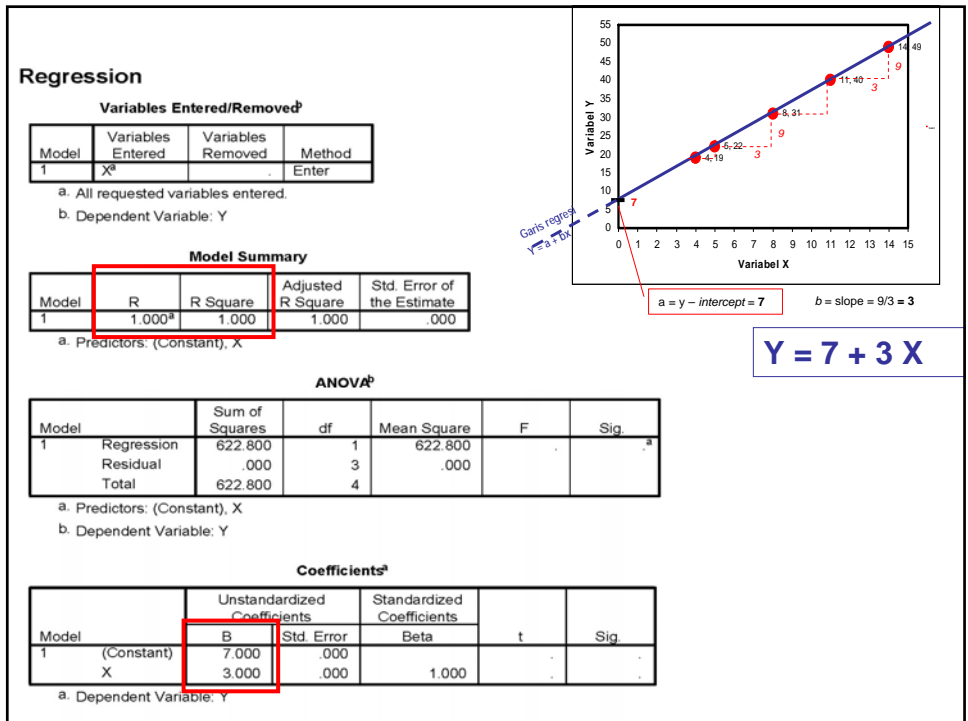 Regression
Variables Entered/Removedb
Model Variables Entered Variables Removed Method
1 Xa . Enter
a. All requested variables entered.
b. Dependent Variable: Y
Model Summary
Model R R Square Adjusted R Square Std. Error of the Estimate
1 1.000a 1.000 1.000 .000
a. Predictors: (Constant), X
ANOVAb
Model Sum of Squares df Mean Square F Sig.
1 Regression 622.800 1 622.800 . .a
Residual .000 3 .000
Total 622.800 4
a. Predictors: (Constant), X
b. Dependent Variable: Y
Coefficientsa
Unstandardized Coefficients Standardized Coefficients
Model B Std. Error Beta t Sig.
1 (Constant) 7.000 .000 . .
X 3.000 .000 1.000 . .
a. Dependent Variable: Y
55
50
45
40
35
30
25
20
15
10
5
0
Variabel Y
14, 49
9
11, 40
3
8, 31
9
5, 22
3
4, 19
7
0 1 2 3 4 5 6 7 8 9 10 11 12 13 14 15
Variabel X
Garis regresi
Y = a + bx
a = y – intercept = 7
b = slope = 9/3 = 3
Y = 7 + 3 X